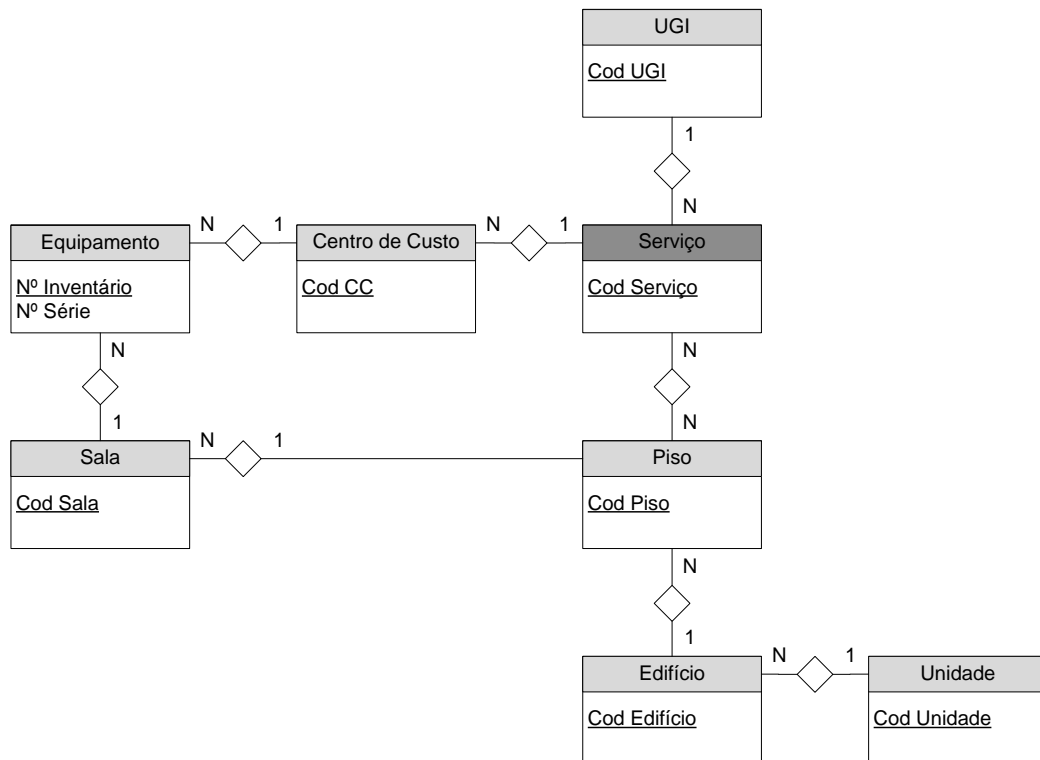 UGI
Cod UGI
1
N
Equipamento
N
1
Centro de Custo
N
1
Serviço
Nº Inventário
Nº Série
Cod CC
Cod Serviço
N
N
1
N
Sala
N
1
Piso
Cod Sala
Cod Piso
N
1
Edifício
N
1
Unidade
Cod Edifício
Cod Unidade